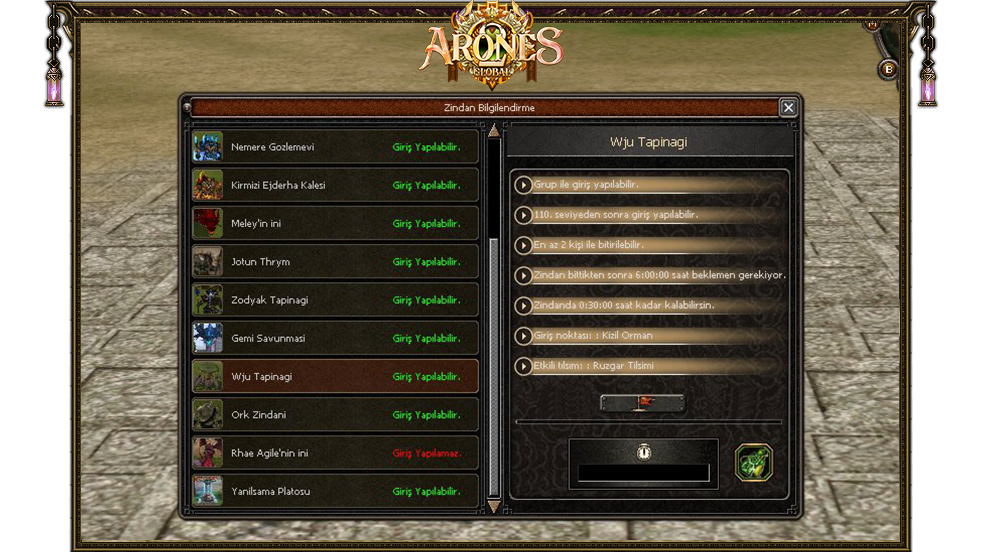 ARONES
2
GLOBAL
M
B
Zindan Bilgilendirme
Nemere Gozlemevi Giriş Yapılabilir.
Kirmizi Ejderha Kalesi Giriş Yapılabilir.
Meley'in ini Giriş Yapılabilir.
Jotun Thrym Giriş Yapılabilir.
Zodyak Tapinagi Giriş Yapılabilir.
Gemi Savunmasi Giriş Yapılabilir.
Wju Tapinagi Giriş Yapılabilir.
Ork Zindani Giriş Yapılabilir.
Rhae Agile'nin ini Giriş Yapılamaz.
Yanilsama Platosu Giriş Yapılabilir.
Wju Tapinagi
Grup ile giriş yapılabilir.
110. seviyeden sonra giriş yapılabilir.
En az 2 kişi ile bitirilebilir.
Zindan bittikten sonra 6:00:00 saat beklemen gerekiyor.
Zindanda 0:30:00 saat kadar kalabilirsin.
Giriş noktası: : Kizil Orman
Etkili tılsım: : Ruzgar Tilsimi